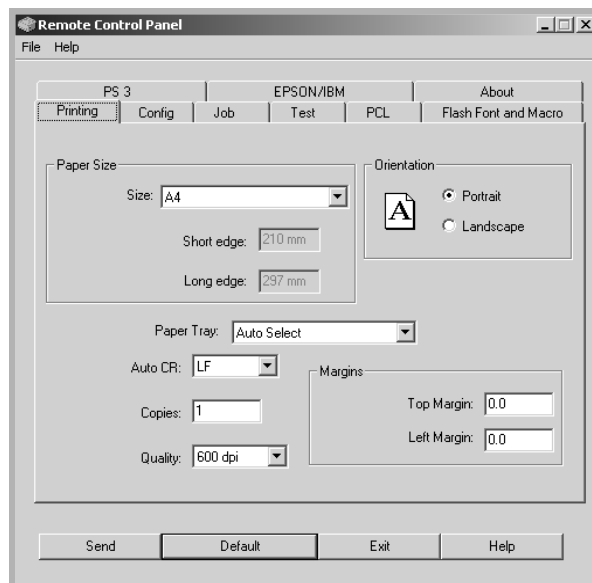 Remote Control Panel
File Help
PS 3 EPSON/IBM About
Printing Config Job Test PCL Flash Font and Macro
Paper Size
Size: A4
Short edge: 210 mm
Long edge: 297 mm
Orientation
A
Portrait
Landscape
Paper Tray: Auto Select
Auto CR: LF
Copies: 1
Quality: 600 dpi
Margins
Top Margin: 0.0
Left Margin: 0.0
Send Default Exit Help